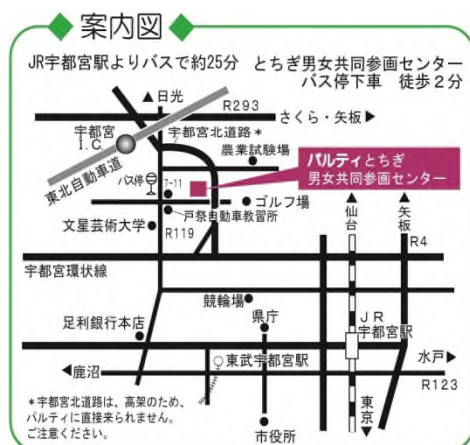 ◆案内図◆
JR宇都宮駅よりバスで約25分 とちぎ男女共同参画センター
バス停下車 徒歩2分
▲日光
R293
さくら・矢板▶
宇都宮
I.C.
宇都宮北道路*
農業試験場
東北自動車道
バス停
7-11
パルティとちぎ
男女共同参画センター
ゴルフ場
戸祭自動車教習所
文星芸術大学
R119
▲
仙台
▲
矢板
R4
宇都宮環状線
競輪場
足利銀行本店
県庁
JR
宇都宮駅
水戸▶
◀鹿沼
東武宇都宮駅
R123
*宇都宮北道路は、高架のため、
パルティに直接来られません。
ご注意ください。
市役所
東京
▼